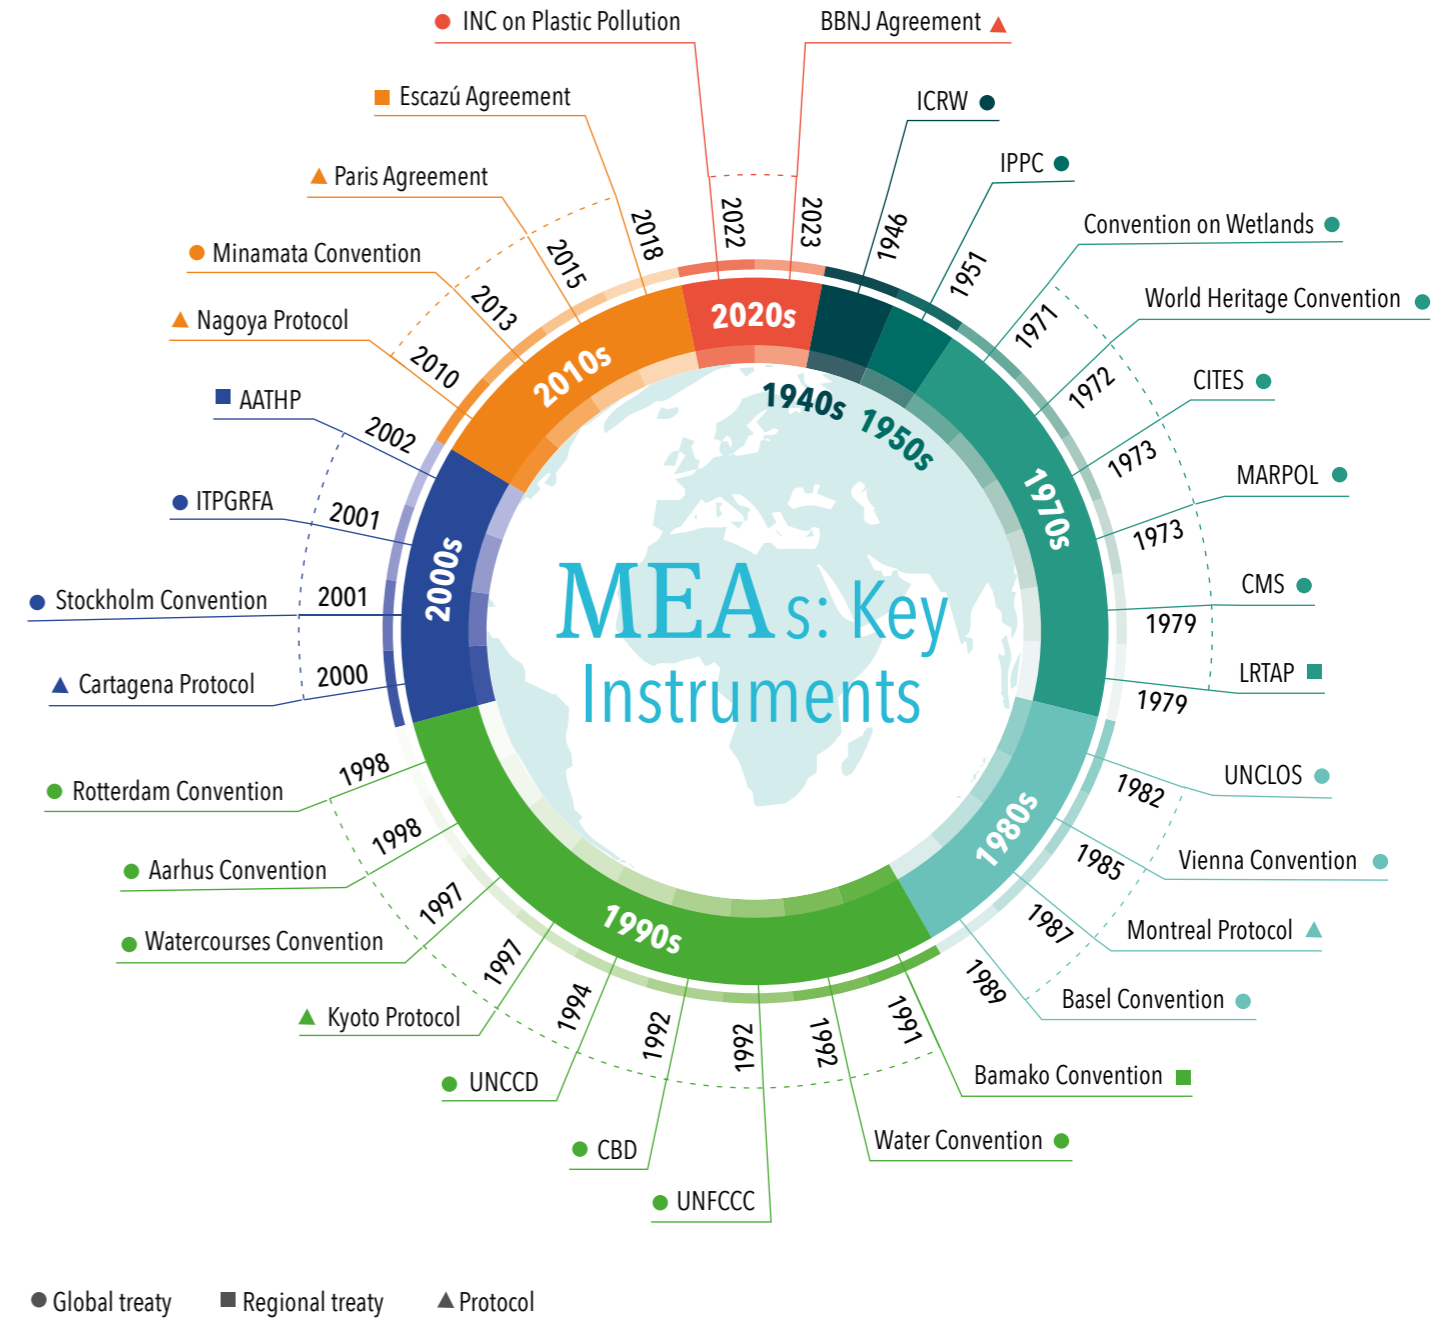 INC on Plastic Pollution
BBNJ Agreement
Escazú Agreement
ICRW
Paris Agreement
IPPC
Minamata Convention
Convention on Wetlands
Nagoya Protocol
World Heritage Convention
AATHP
CITES
ITPGRFA
MARPOL
Stockholm Convention
CMS
Cartagena Protocol
LRTAP
Rotterdam Convention
UNCLOS
Aarhus Convention
Vienna Convention
Watercourses Convention
Montreal Protocol
Kyoto Protocol
Basel Convention
UNCCD
Bamako Convention
CBD
Water Convention
UNFCCC
1946
1951
1971
1972
1973
1973
1979
1979
1982
1985
1987
1989
1991
1992
1992
1992
1994
1997
1997
1998
1998
2000
2001
2001
2002
2010
2013
2015
2018
2022
2023
1940s
1950s
1970s
1980s
1990s
2000s
2010s
2020s
MEAs: Key
Instruments
Global treaty
Regional treaty
Protocol